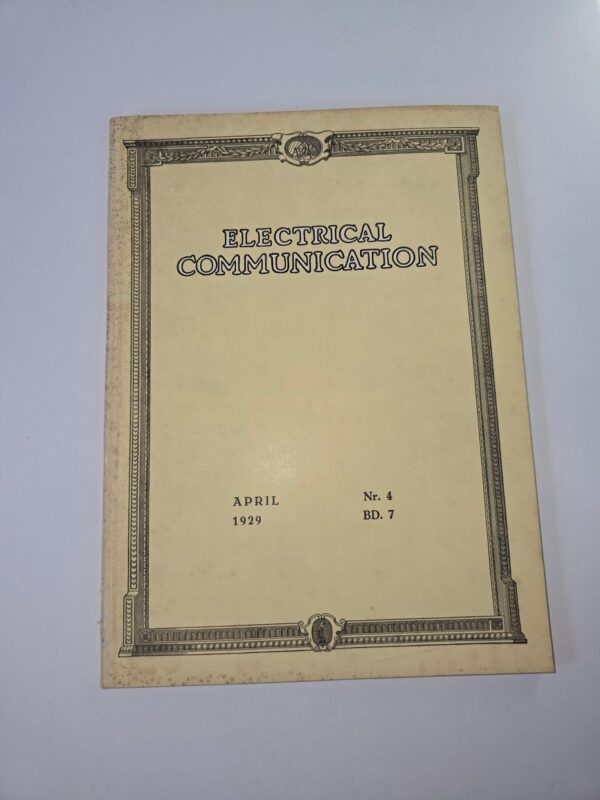 ELECTRICAL
COMMUNICATION
APRIL
1929
Nr. 4
BD. 7